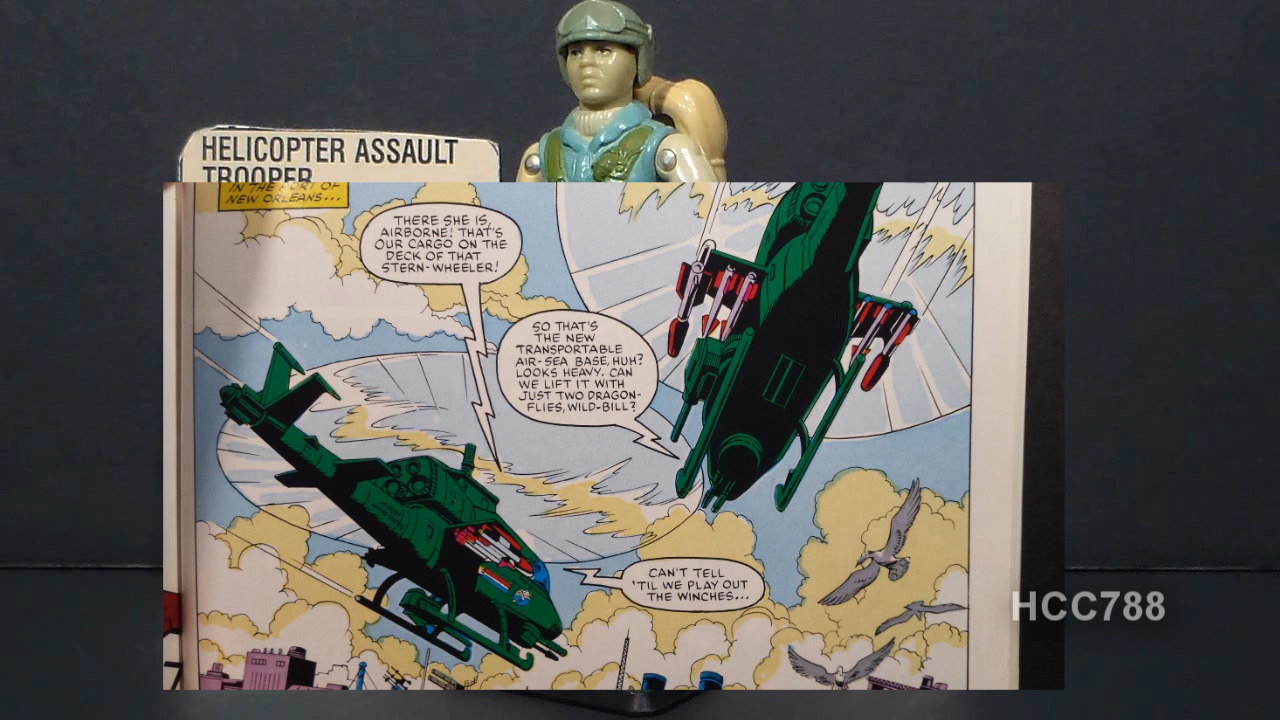 HELICOPTER ASSAULT
TROOPER
IN THE PORT OF
NEW ORLEANS...
THERE SHE IS,
AIRBORNE! THAT'S
OUR CARGO ON THE
DECK OF THAT
STERN-WHEELER!
SO THAT'S
THE NEW
TRANSPORTABLE
AIR-SEA BASE, HUH?
LOOKS HEAVY. CAN
WE LIFT IT WITH
JUST TWO DRAGON-
FLIES, WILD-BILL?
CAN'T TELL
'TIL WE PLAY OUT
THE WINCHES...
HCC788